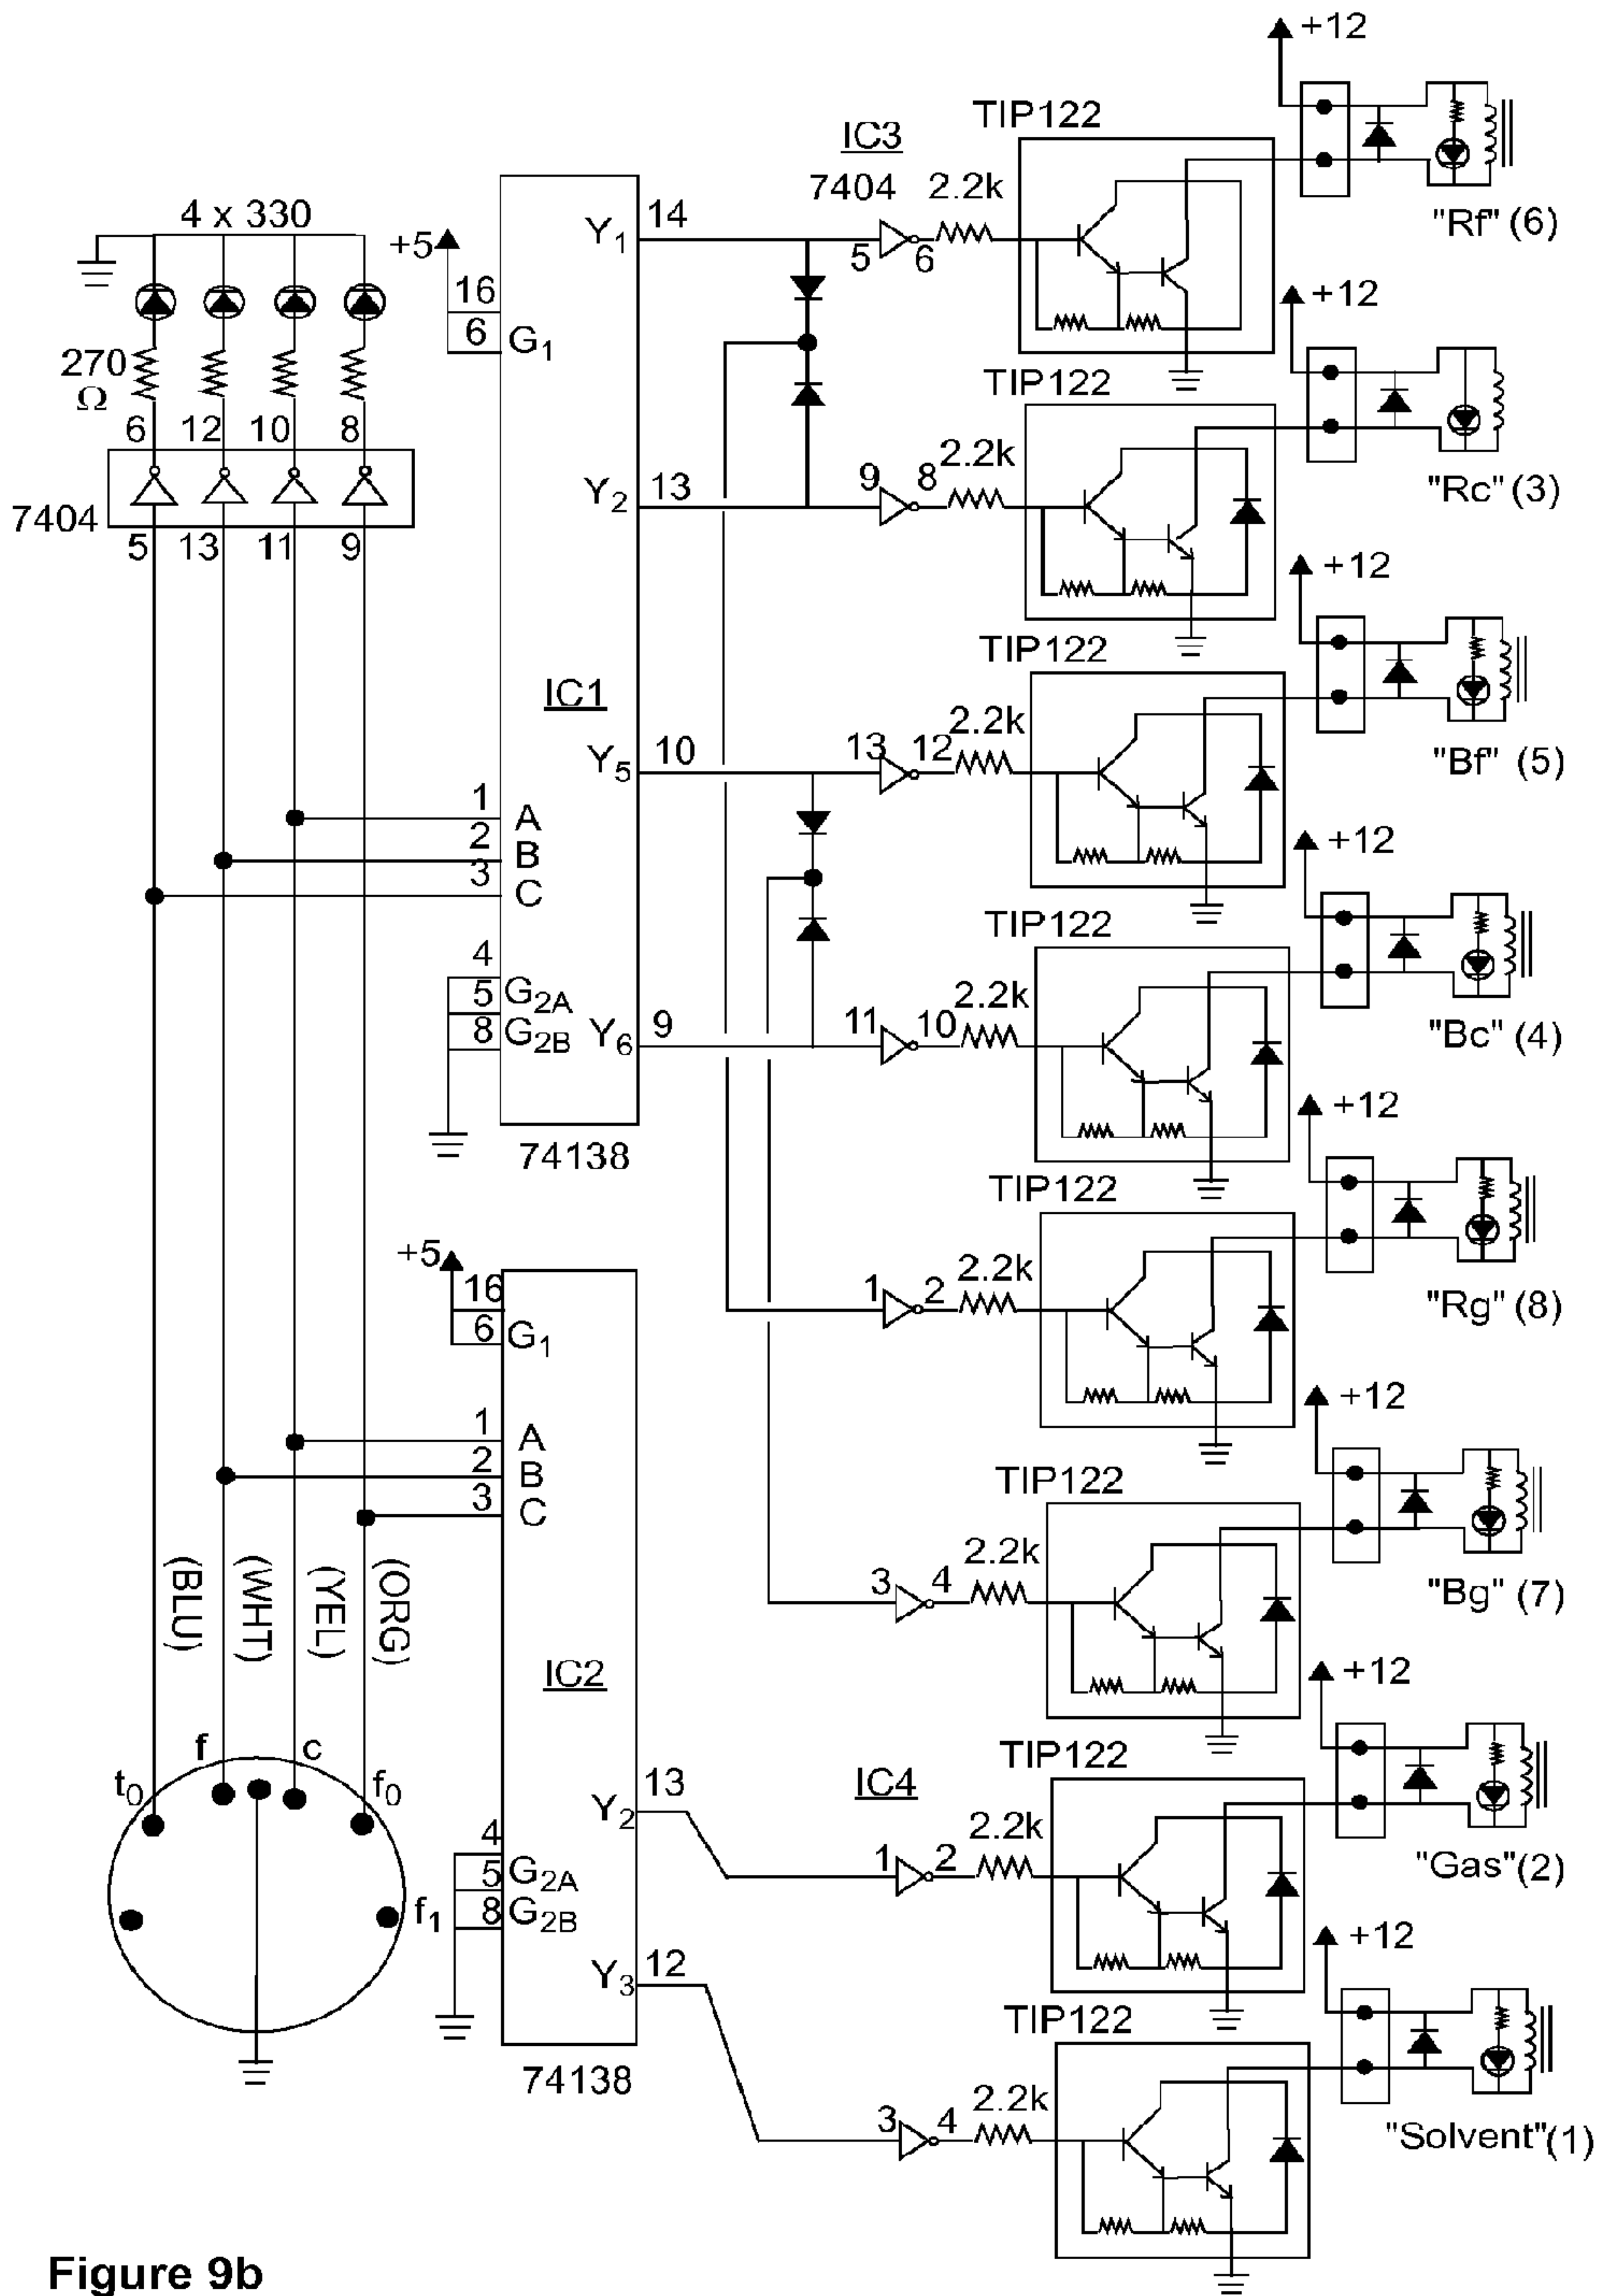 +12
TIP122
IC3
7404
2.2k
Y1
14
5
6
"Rf" (6)
4 x 330
+5
16
6
G1
270
Ω
6
12
10
8
7404
5
13
11
9
+12
TIP122
Y2
13
9
8
2.2k
"Rc" (3)
+12
TIP122
IC1
Y5
10
13
12
2.2k
"Bf" (5)
1
A
2
B
3
C
+12
TIP122
4
5
G2A
8
G2B
Y6
9
11
10
2.2k
"Bc" (4)
74138
+12
TIP122
+5
16
6
G1
1
2
2.2k
"Rg" (8)
+12
TIP122
1
A
2
B
3
C
(BLU)
(WHT)
(YEL)
(ORG)
3
4
2.2k
"Bg" (7)
IC2
+12
TIP122
t0
f
c
f0
f1
Y2
13
IC4
1
2
2.2k
"Gas"(2)
4
5
G2A
8
G2B
+12
TIP122
Y3
12
74138
3
4
2.2k
"Solvent"(1)
Figure 9b